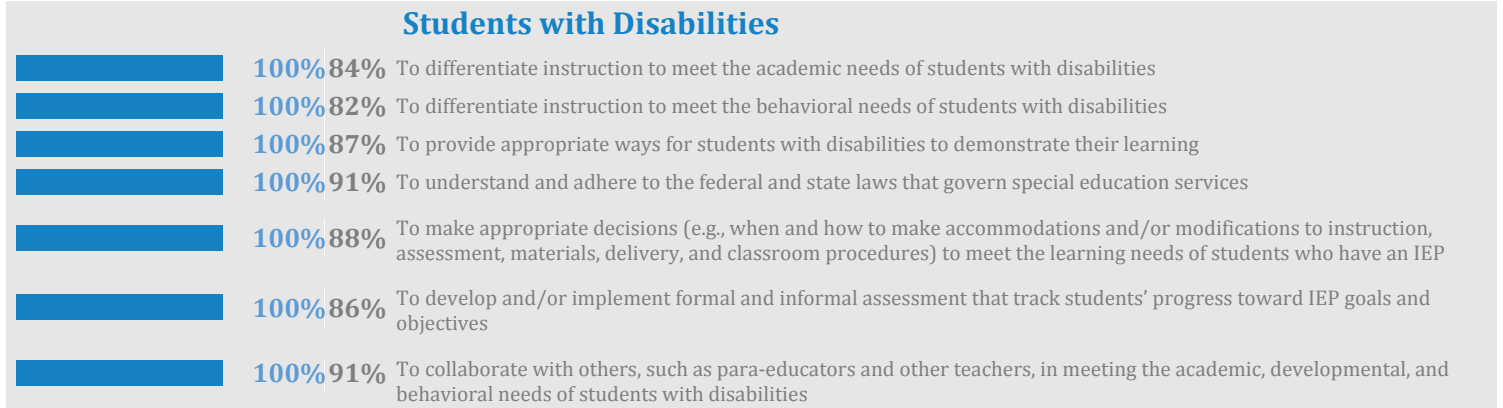 Students with Disabilities
100% 84% To differentiate instruction to meet the academic needs of students with disabilities
100% 82% To differentiate instruction to meet the behavioral needs of students with disabilities
100% 87% To provide appropriate ways for students with disabilities to demonstrate their learning
100% 91% To understand and adhere to the federal and state laws that govern special education services
100% 88% To make appropriate decisions (e.g., when and how to make accommodations and/or modifications to instruction,
assessment, materials, delivery, and classroom procedures) to meet the learning needs of students who have an IEP
100% 86% To develop and/or implement formal and informal assessment that track students’ progress toward IEP goals and
objectives
100% 91% To collaborate with others, such as para-educators and other teachers, in meeting the academic, developmental, and
behavioral needs of students with disabilities